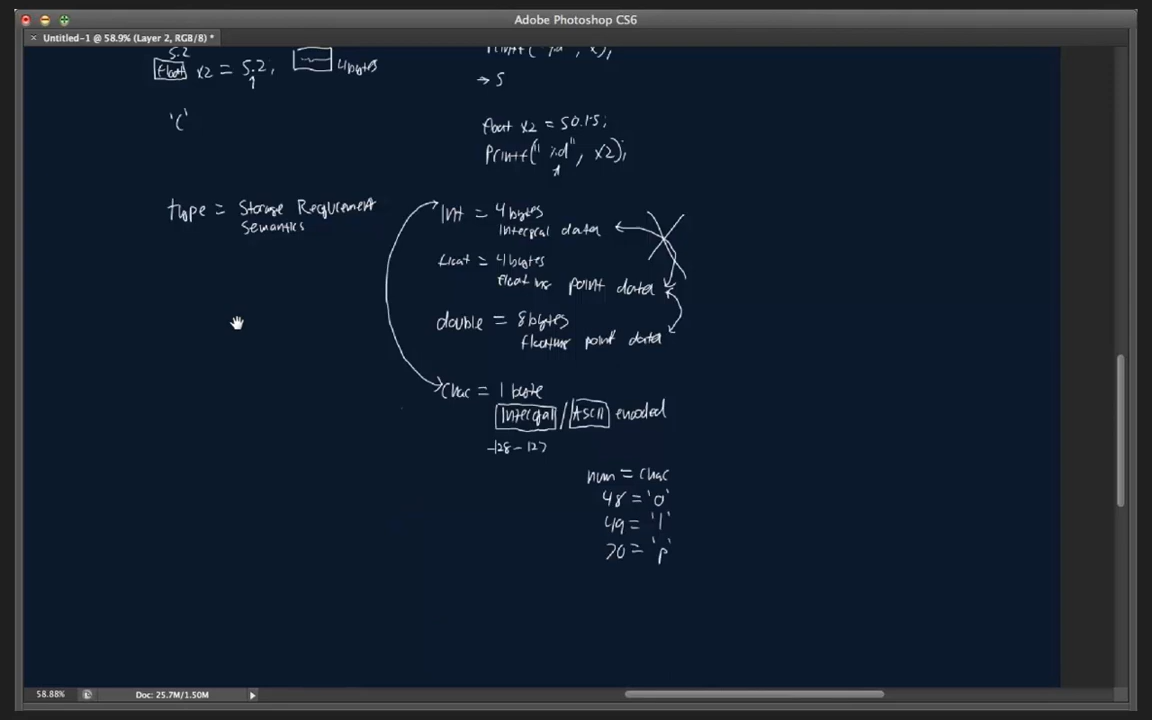 Adobe Photoshop CS6
Untitled-1 @ 58.9% (Layer 2, RGB/8) *
5.2
float x2 = 5.2;
4bytes
'C'
Printf("%d", x);
→ 5
float x2 = 50.15;
Printf("%d", x2);
type = Storage Requirement
Semantics
Int = 4 bytes
Integral data
float = 4 bytes
floating point data
double = 8 bytes
floating point data
Char = 1 byte
Integral / ASCII encoded
-128 - 127
num = char
48 = '0'
49 = '1'
70 = 'p'
58.88%
Doc: 25.7M/1.50M